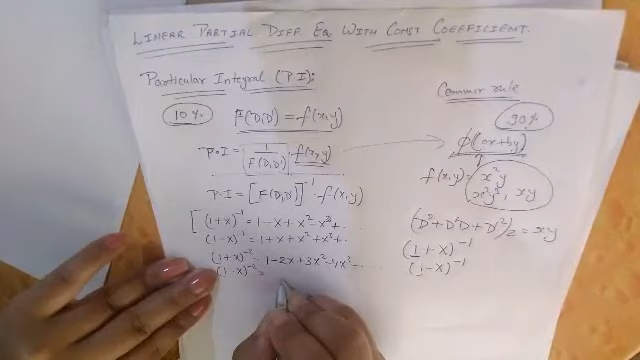 LINEAR PARTIAL DIFF EQ WITH CONST COEFFICIENT.
Particular Integral (P.I):
10%
F(D,D') = f(x,y)
P.I = 1/F(D,D') f(x,y)
P.I = [F(D,D')]^-1 f(x,y)
[ (1+x)^-1 = 1-x+x^2-x^3+..
(1-x)^-1 = 1+x+x^2+x^3+..
(1+x)^-2 = 1-2x+3x^2-4x^3-....
(1-x)^-2 =
Common rule
90%
φ(ax+by)
f(x,y) = x^2y
x^2y^2, xy
z = xy
(1+x)^-1
(1-x)^-1